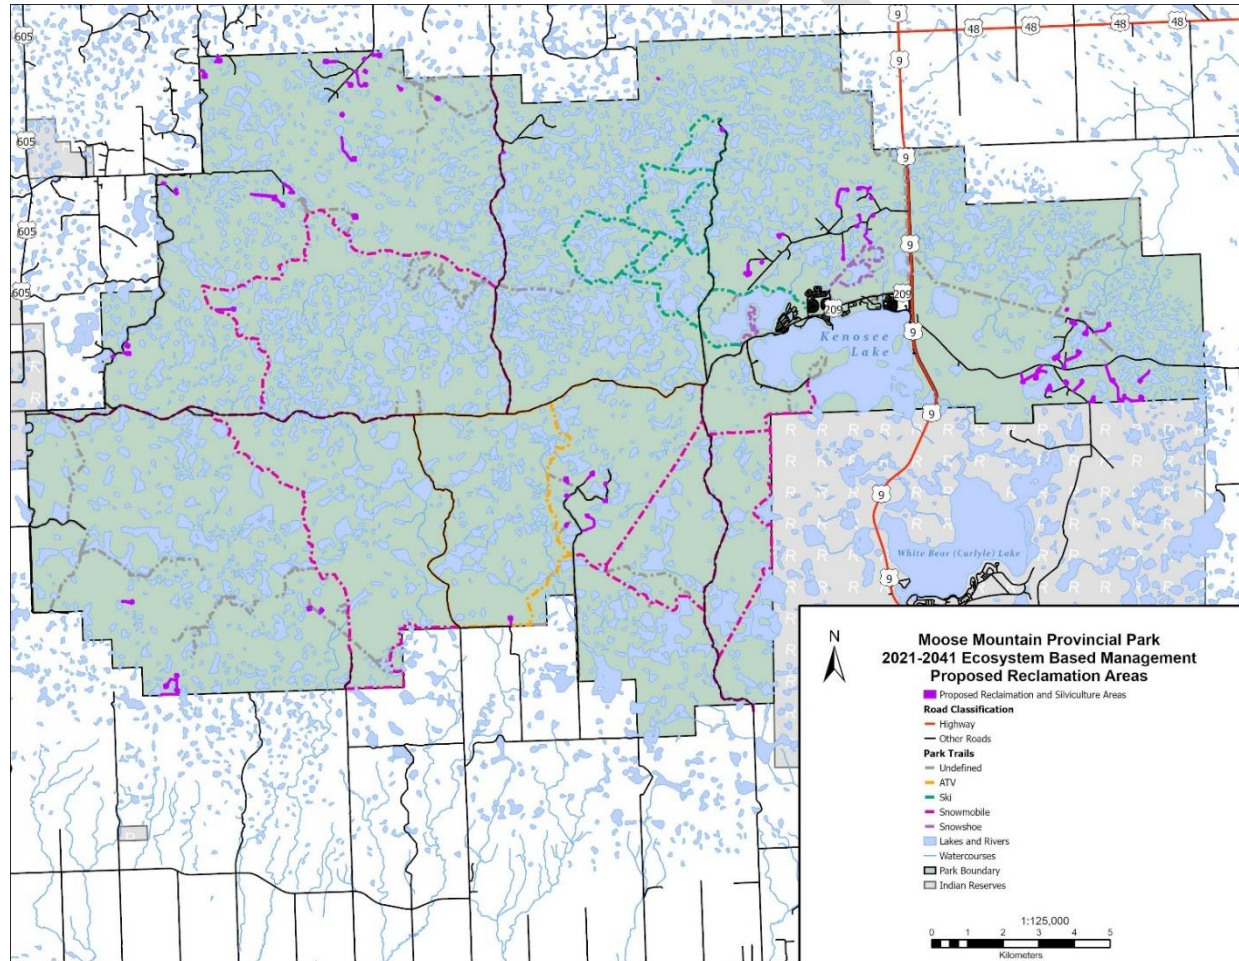 605
9
48
48
48
48
9
605
9
605
9
605
209
209
9
Kenosee
Lake
9
R
R
R
R
R
R
9
White Bear (Carlyle) Lake
9
N
Moose Mountain Provincial Park
2021-2041 Ecosystem Based Management
Proposed Reclamation Areas
Proposed Reclaimation and Silviculture Areas
Road Classification
Highway
Other Roads
Park Trails
Undefined
ATV
Ski
Snowmobile
Snowshoe
Lakes and Rivers
Watercourses
Park Boundary
Indian Reserves
1:125,000
0 1 2 3 4 5
Kilometers